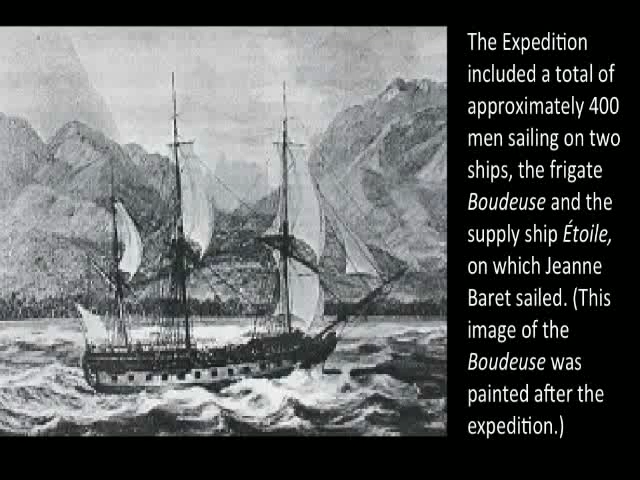 The Expedition
included a total of
approximately 400
men sailing on two
ships, the frigate
Boudeuse and the
supply ship Étoile,
on which Jeanne
Baret sailed. (This
image of the
Boudeuse was
painted after the
expedition.)